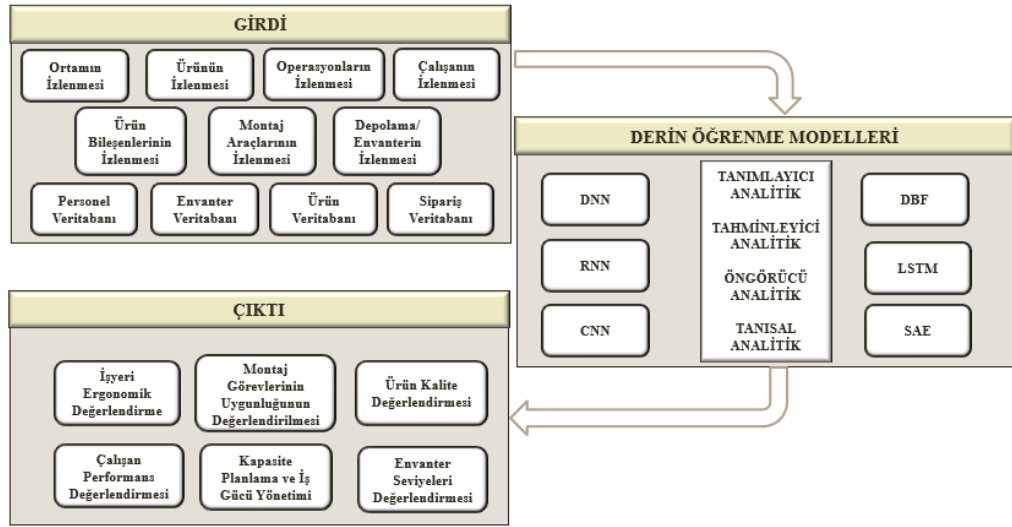 GİRDİ
Ortamın
İzlenmesi
Ürünün
İzlenmesi
Operasyonların
İzlenmesi
Çalışanın
İzlenmesi
Ürün
Bileşenlerinin
İzlenmesi
Montaj
Araçlarının
İzlenmesi
Depolama/
Envanterin
İzlenmesi
Personel
Veritabanı
Envanter
Veritabanı
Ürün
Veritabanı
Sipariş
Veritabanı
DERİN ÖĞRENME MODELLERİ
DNN
RNN
CNN
TANIMLAYICI
ANALİTİK
TAHMİNLEYİCİ
ANALİTİK
ÖNGÖRÜCÜ
ANALİTİK
TANISAL
ANALİTİK
DBF
LSTM
SAE
ÇIKTI
İşyeri
Ergonomik
Değerlendirme
Montaj
Görevlerinin
Uygunluğunun
Değerlendirilmesi
Ürün Kalite
Değerlendirmesi
Çalışan
Performans
Değerlendirmesi
Kapasite
Planlama ve İş
Gücü Yönetimi
Envanter
Seviyeleri
Değerlendirmesi